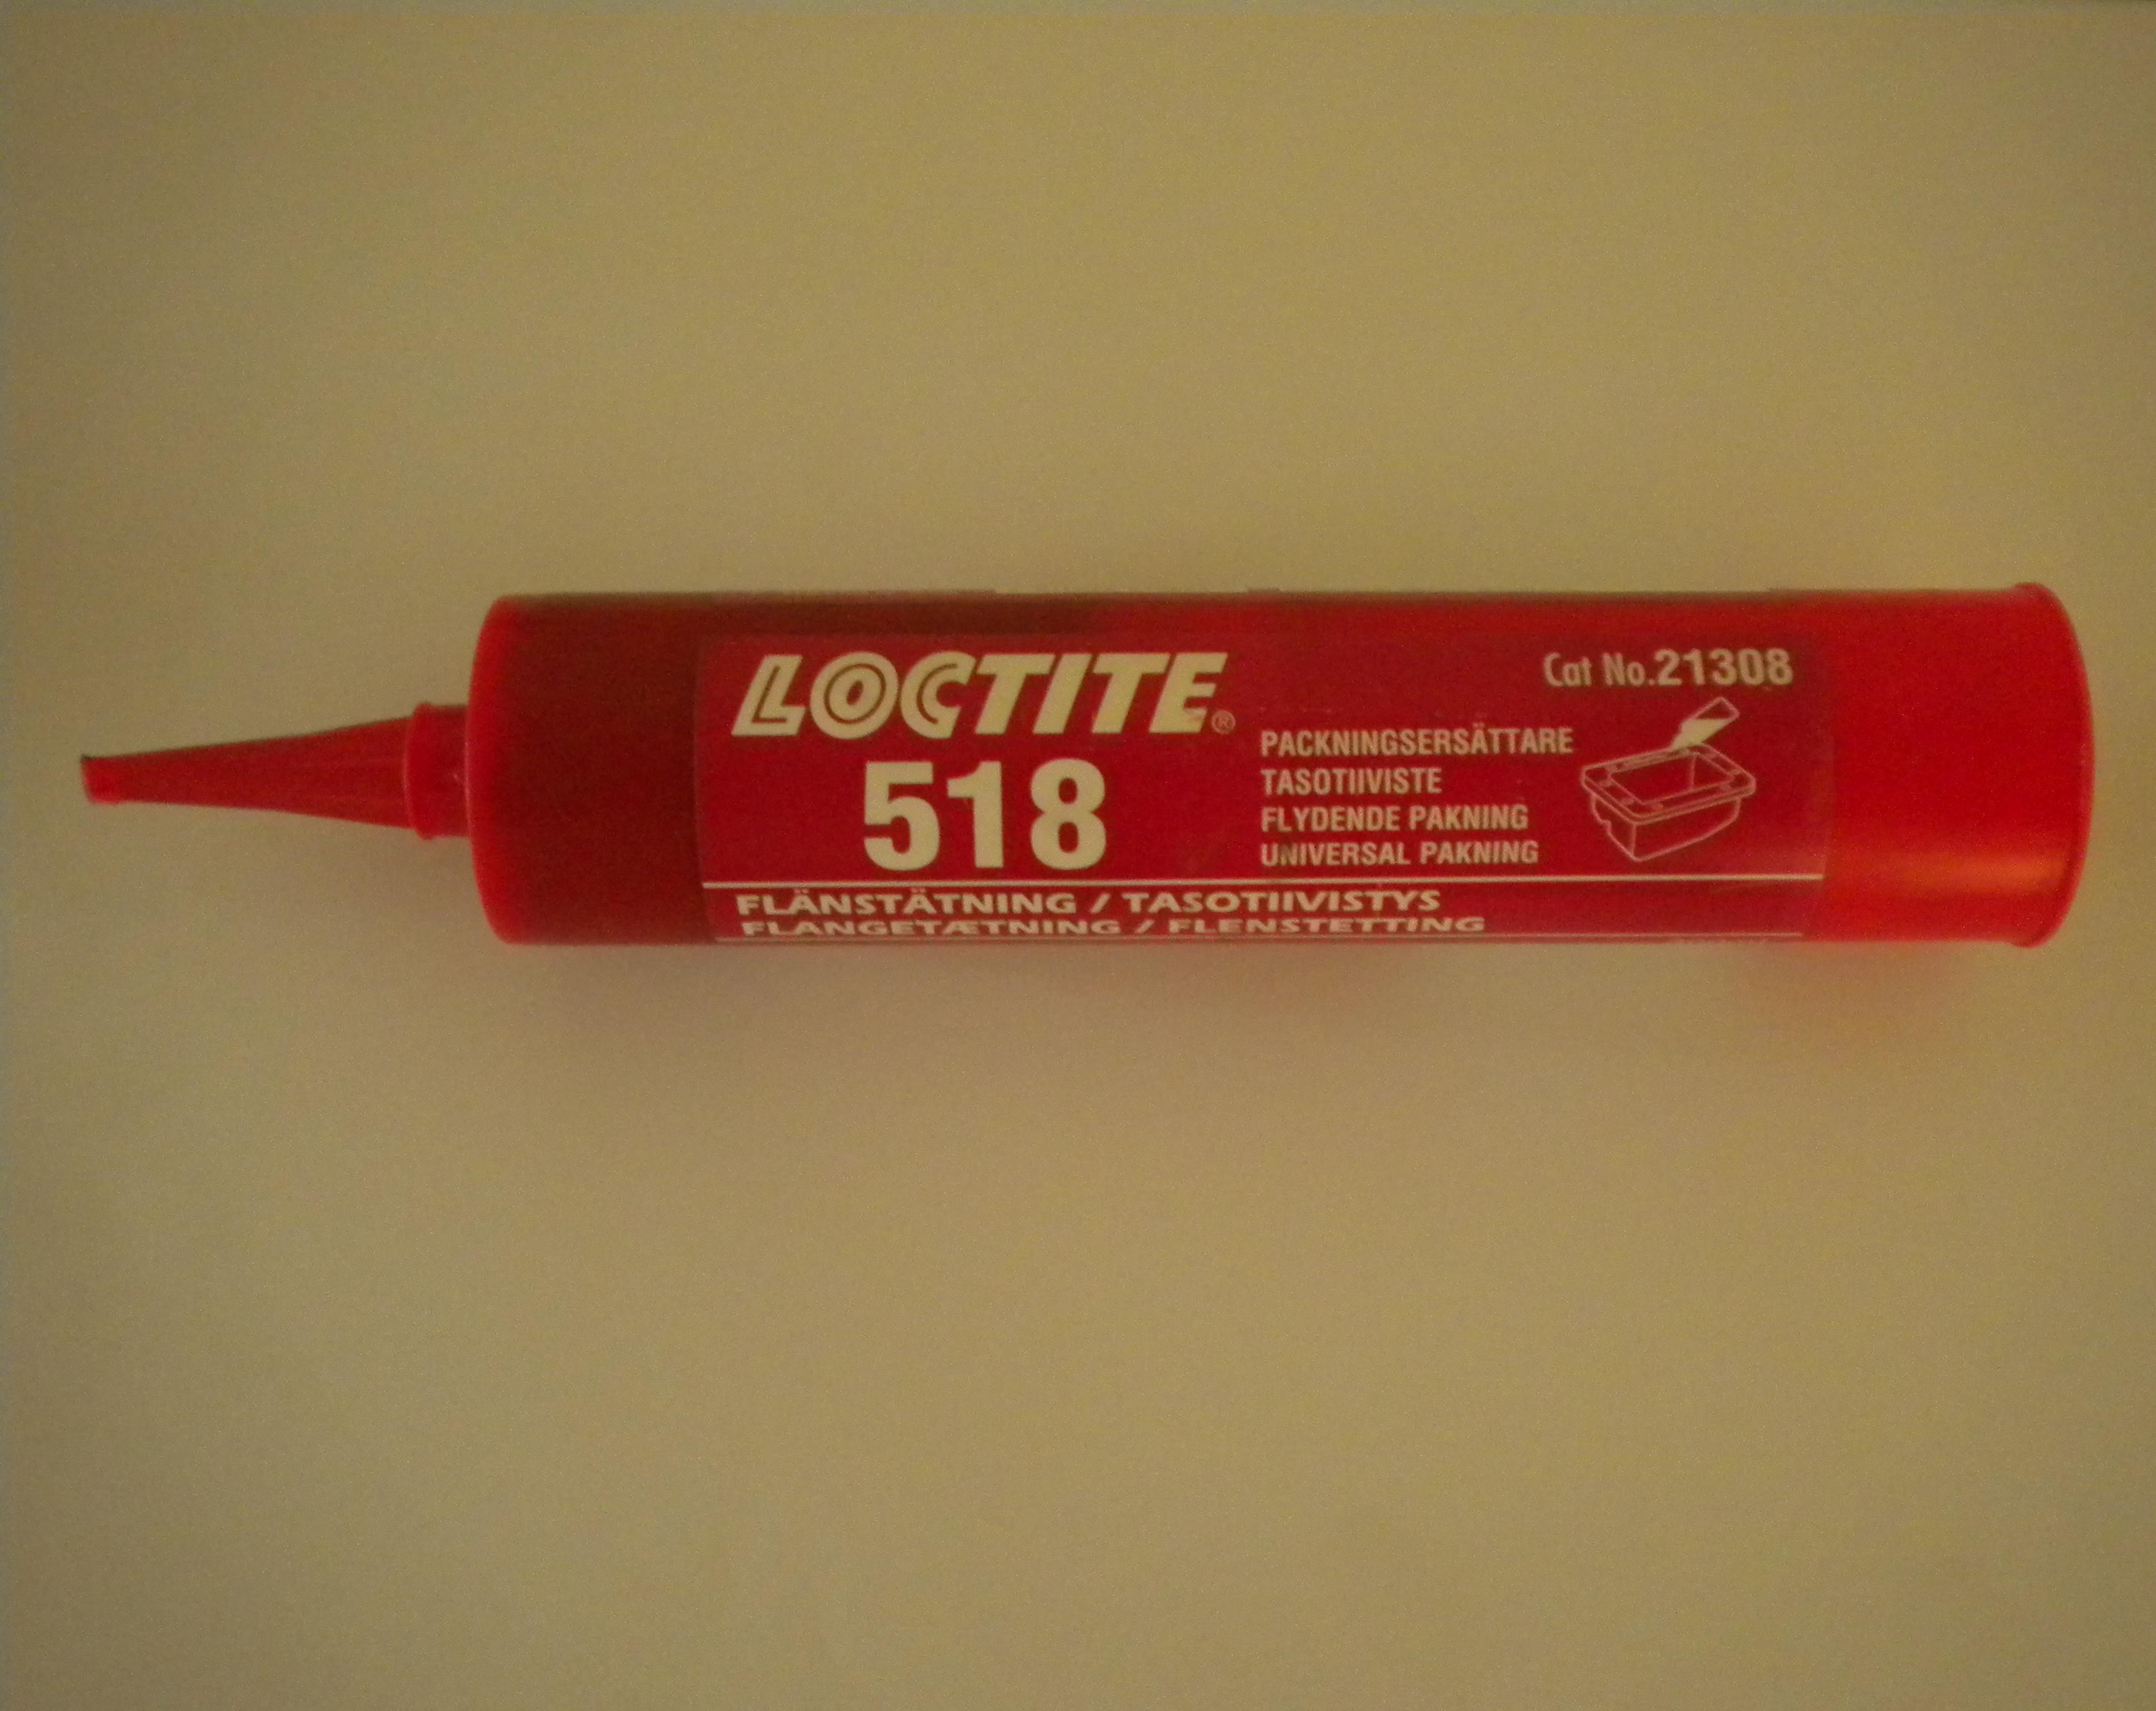 LOCTITE®
518
Cat No.21308
PACKNINGSERSÄTTARE
TASOTIIVISTE
FLYDENDE PAKNING
UNIVERSAL PAKNING
FLÄNSTÄTNING / TASOTIIVISTYS
FLANGETÆTNING / FLENSTETTING